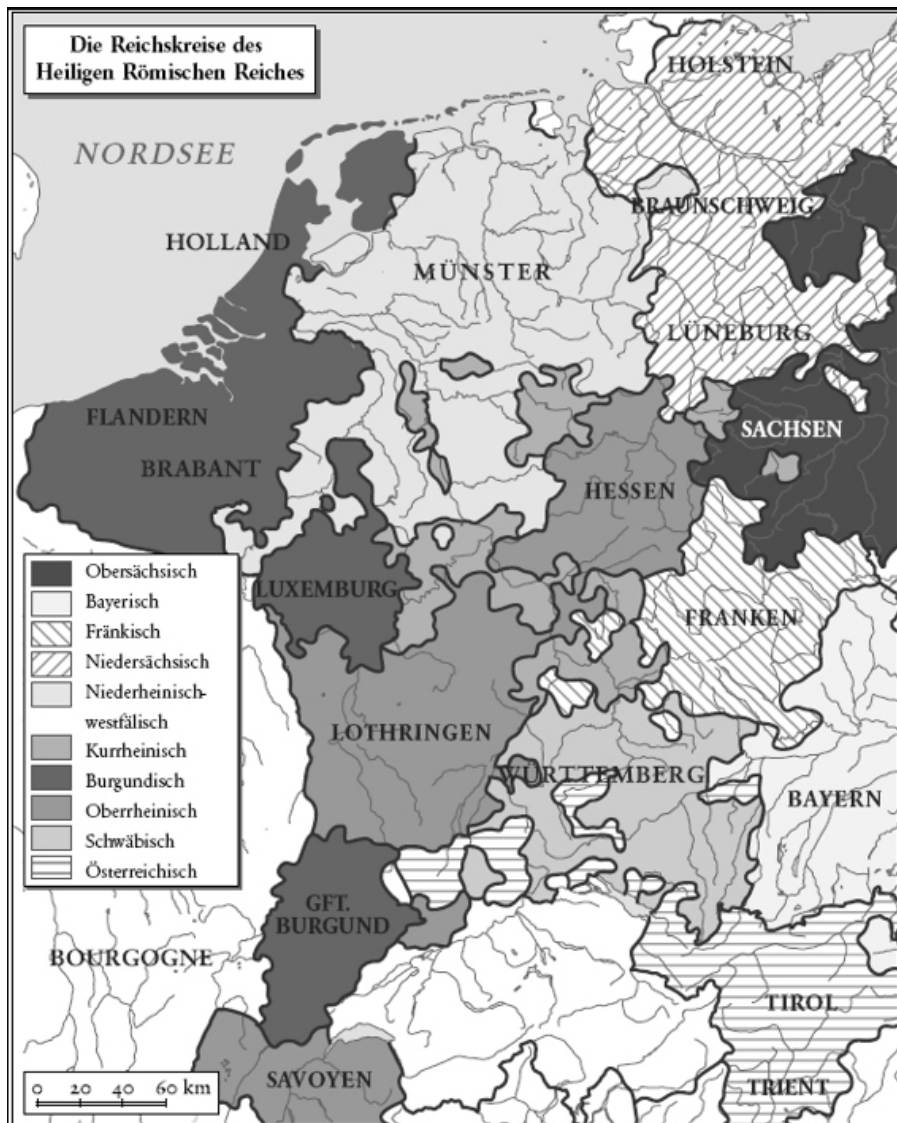 Die Reichskreise des
Heiligen Römischen Reiches
HOLSTEIN
NORDSEE
BRAUNSCHWEIG
HOLLAND
MÜNSTER
LÜNEBURG
FLANDERN
SACHSEN
BRABANT
HESSEN
LUXEMBURG
FRANKEN
LOTHRINGEN
WÜRTTEMBERG
BAYERN
GFT.
BURGUND
BOURGOGNE
TIROL
SAVOYEN
TRIENT
Obersächsisch
Bayerisch
Fränkisch
Niedersächsisch
Niederheinisch-
westfälisch
Kurrheinisch
Burgundisch
Oberrheinisch
Schwäbisch
Österreichisch
0 20 40 60 km